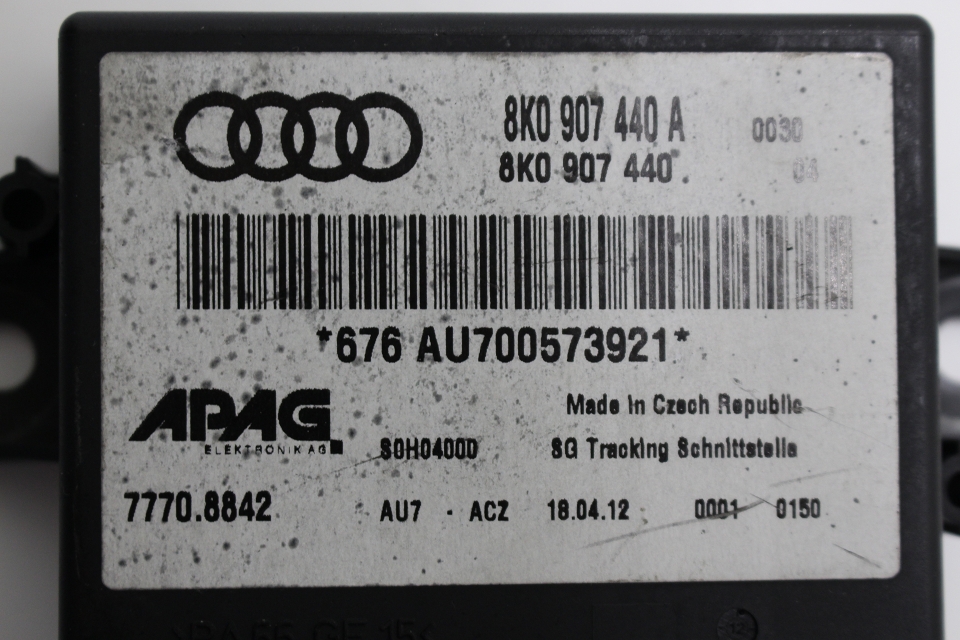 8K0 907 440 A 0030
8K0 907 440 . 04
*676 AU700573921*
Made in Czech Republic
APAG
ELEKTRONIK AG
S0H0400D SG Tracking Schnittstelle
7770.8842 AU7 - ACZ 18.04.12 0001 0150